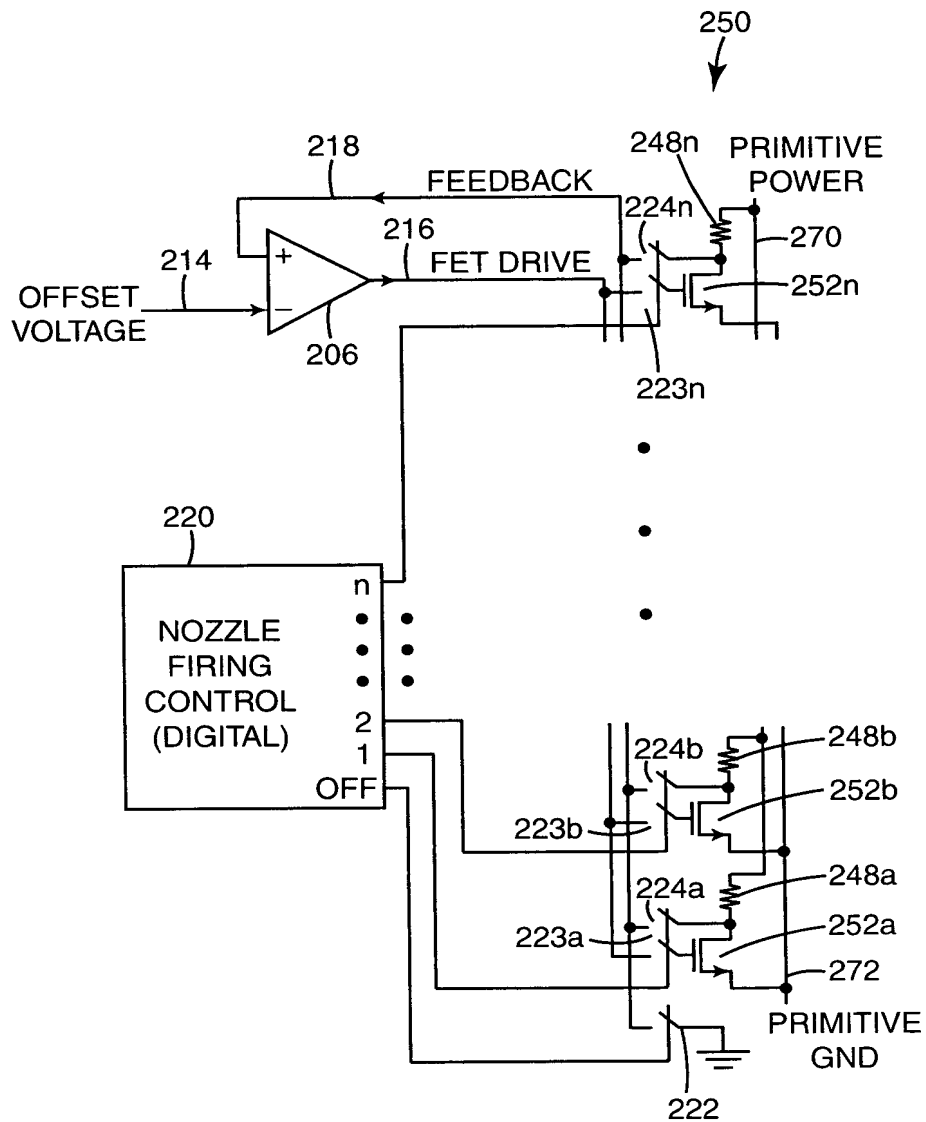 250
218
248n
PRIMITIVE
POWER
FEEDBACK
224n
214
216
270
FET DRIVE
+
OFFSET
VOLTAGE
−
252n
206
223n
220
n
NOZZLE
FIRING
CONTROL
(DIGITAL)
2
1
OFF
224b
248b
252b
223b
224a
248a
223a
252a
272
PRIMITIVE
GND
222